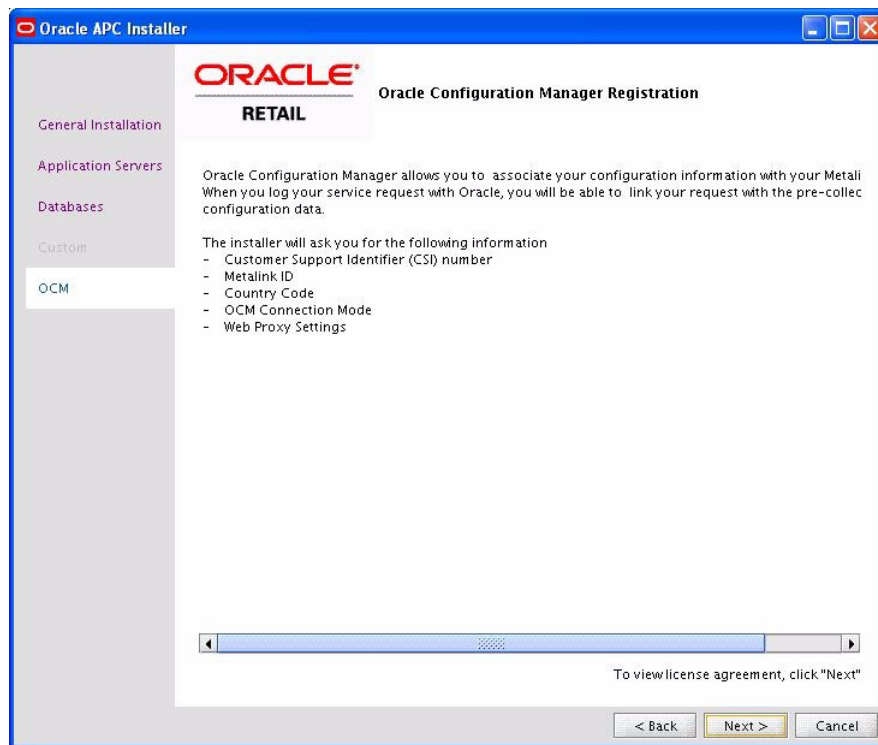 Oracle APC Installer
ORACLE
RETAIL
Oracle Configuration Manager Registration
General Installation
Application Servers
Databases
Custom
OCM
Oracle Configuration Manager allows you to associate your configuration information with your Metali
When you log your service request with Oracle, you will be able to link your request with the pre-collec
configuration data.
The installer will ask you for the following information
- Customer Support Identifier (CSI) number
- Metalink ID
- Country Code
- OCM Connection Mode
- Web Proxy Settings
To view license agreement, click "Next"
< Back
Next >
Cancel